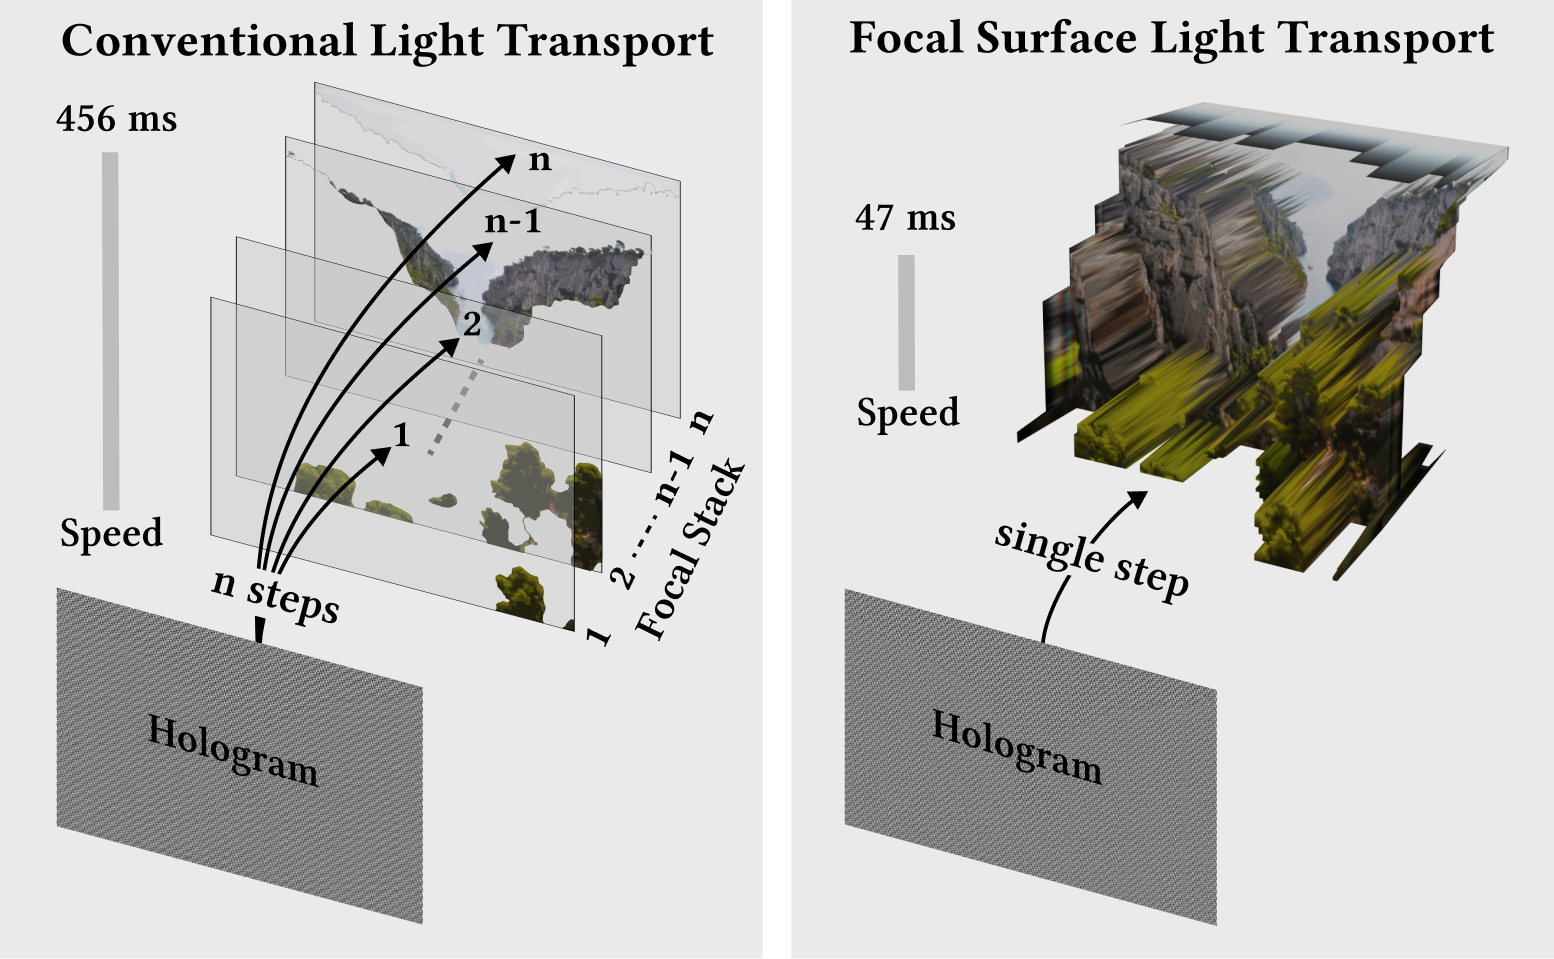 Conventional Light Transport
456 ms
Speed
n
n-1
2
1
n steps
1 2 ---- n-1 n
Focal Stack
Hologram
Focal Surface Light Transport
47 ms
Speed
single step
Hologram